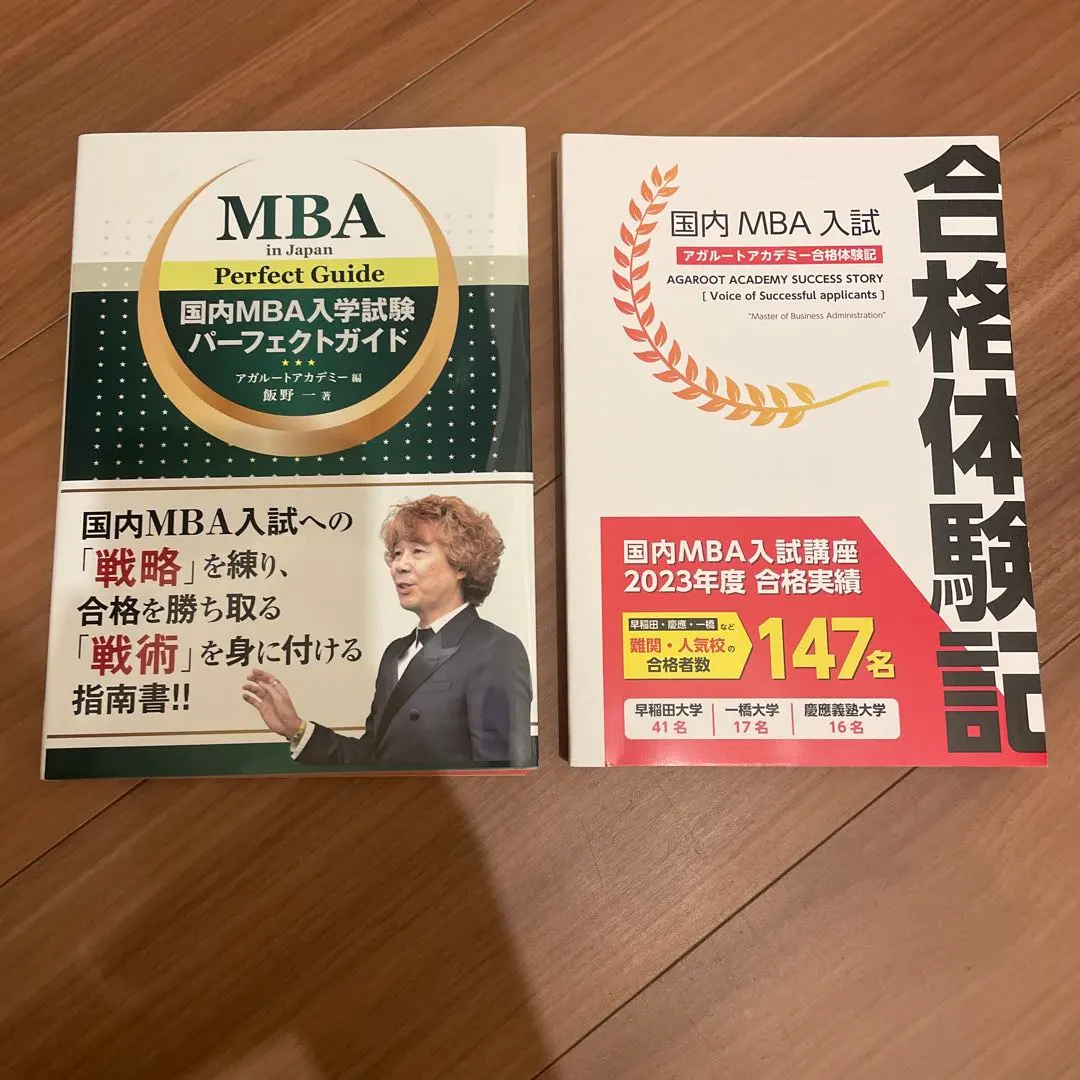 MBA
in Japan
Perfect Guide
国内MBA入学試験
パーフェクトガイド
★★★
アガルートアカデミー 編
飯野 一 著
国内MBA入試への
「戦略」を練り、
合格を勝ち取る
「戦術」を身に付ける
指南書!!
国内 MBA 入試
アガルートアカデミー合格体験記
AGAROOT ACADEMY SUCCESS STORY
[ Voice of Successful applicants ]
"Master of Business Administration"
合格体験記
国内MBA入試講座
2023年度 合格実績
早稲田・慶應・一橋 など
難関・人気校の
合格者数
147名
早稲田大学
41 名
一橋大学
17 名
慶應義塾大学
16 名